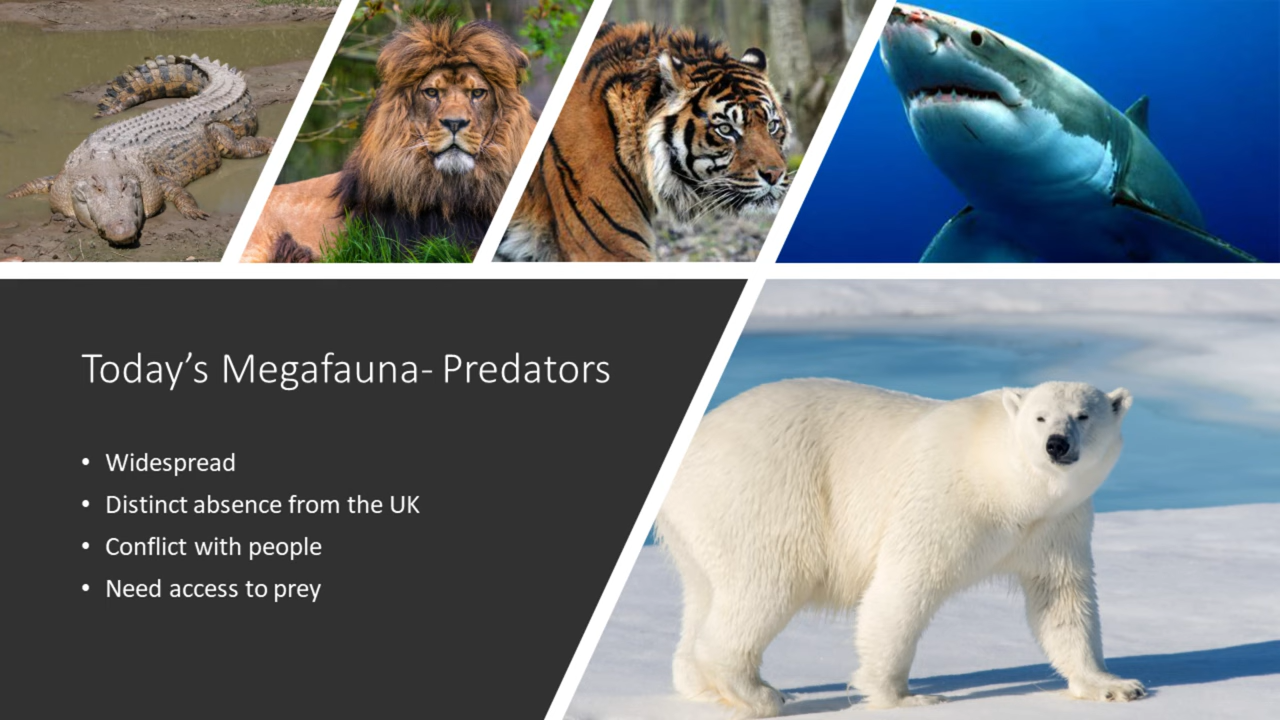 Today’s Megafauna- Predators
• Widespread
• Distinct absence from the UK
• Conflict with people
• Need access to prey